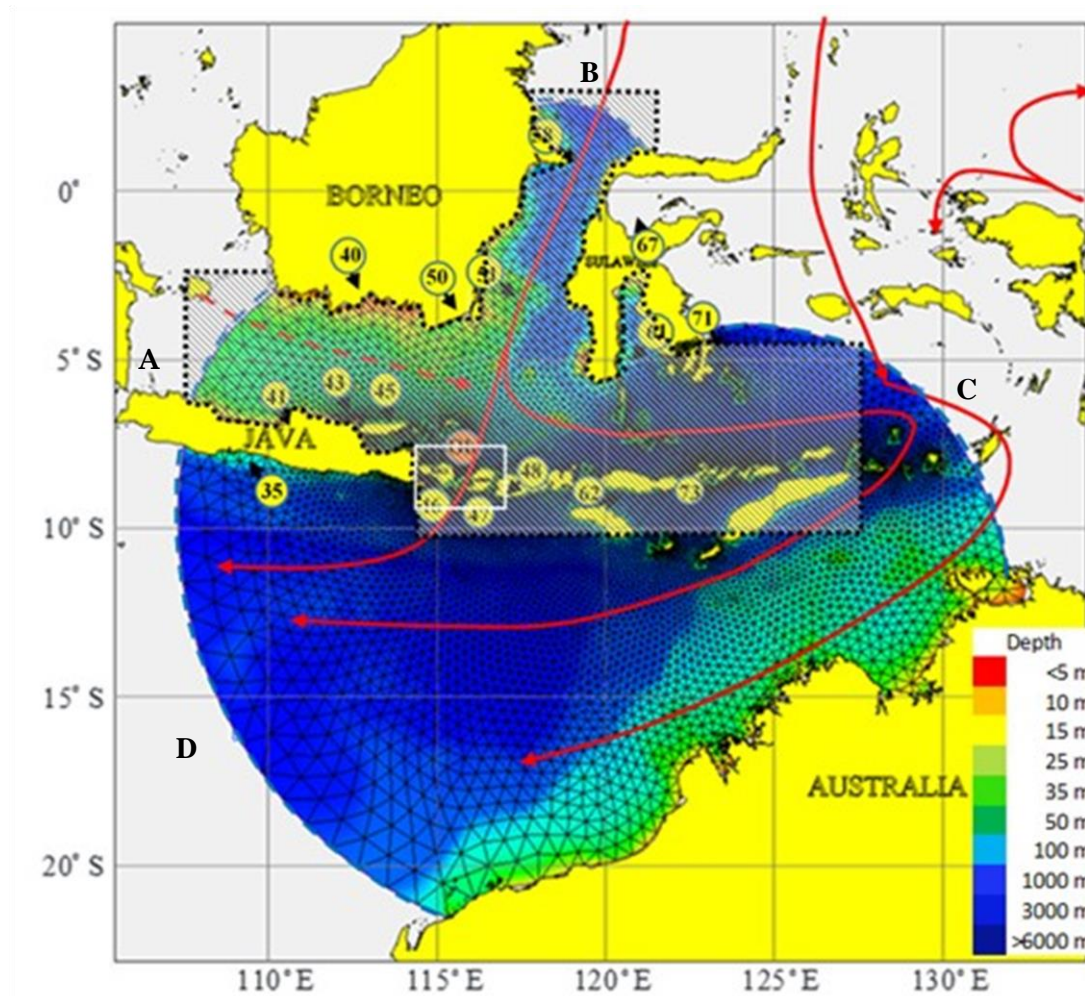 B
0°
BORNEO
67
40
50
71
5° S
A
C
43
41
45
JAVA
48
35
62
73
47
10° S
Depth
<5 m
10 m
15 m
25 m
35 m
50 m
100 m
1000 m
3000 m
>6000 m
15° S
D
AUSTRALIA
20° S
110° E
115° E
120° E
125° E
130° E